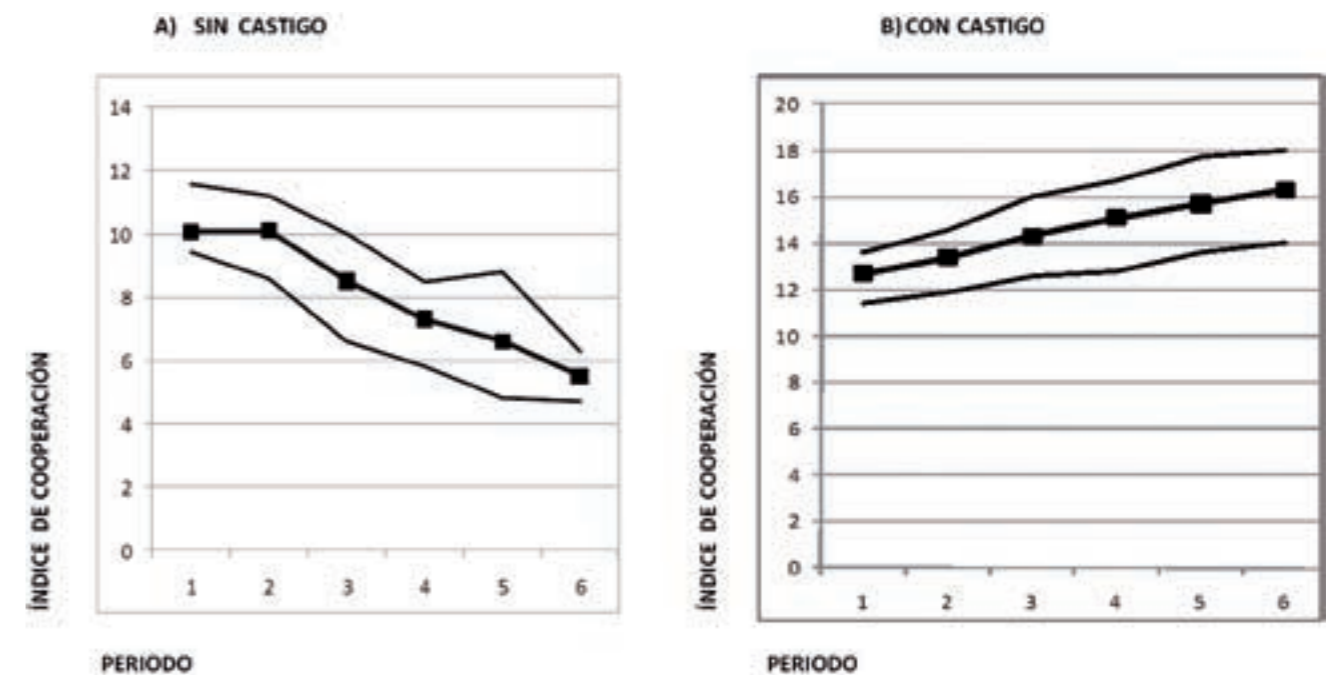 A) SIN CASTIGO
ÍNDICE DE COOPERACIÓN
14
12
10
8
6
4
2
0
1 2 3 4 5 6
PERIODO
B) CON CASTIGO
ÍNDICE DE COOPERACIÓN
20
18
16
14
12
10
8
6
4
2
0
1 2 3 4 5 6
PERIODO